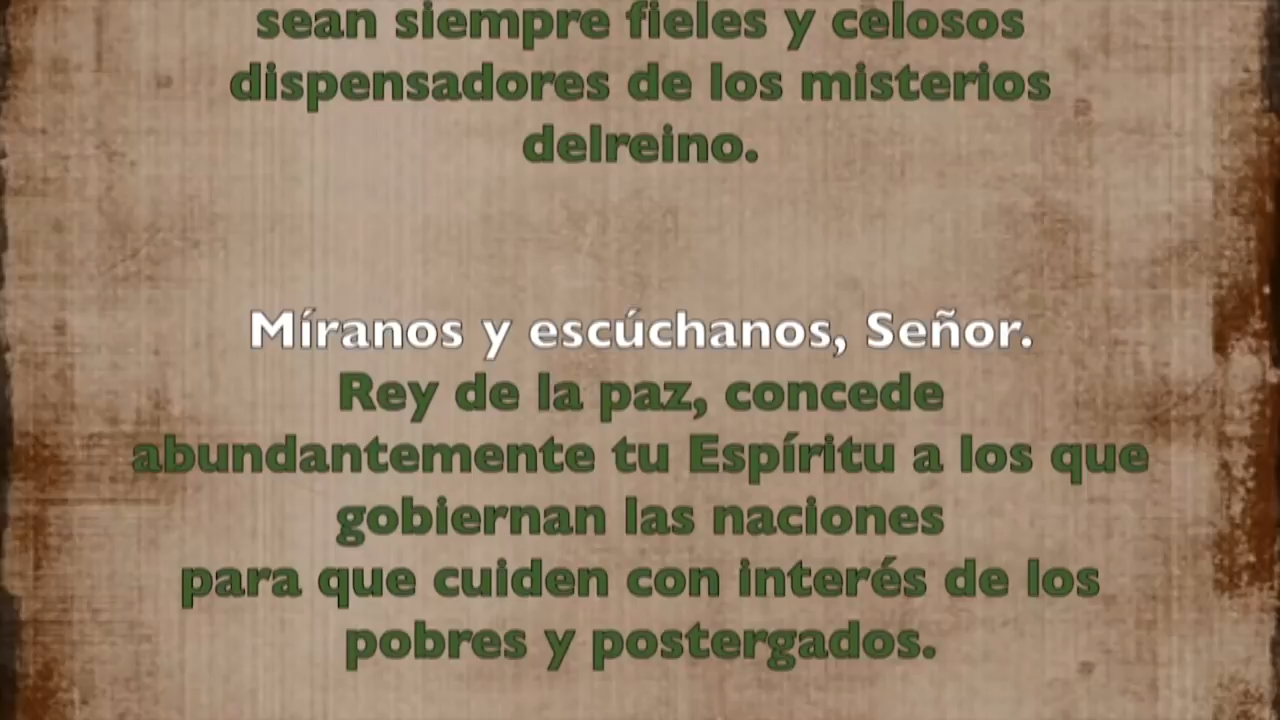 sean siempre fieles y celosos
dispensadores de los misterios
delreino.
Míranos y escúchanos, Señor.
Rey de la paz, concede
abundantemente tu Espíritu a los que
gobiernan las naciones
para que cuiden con interés de los
pobres y postergados.